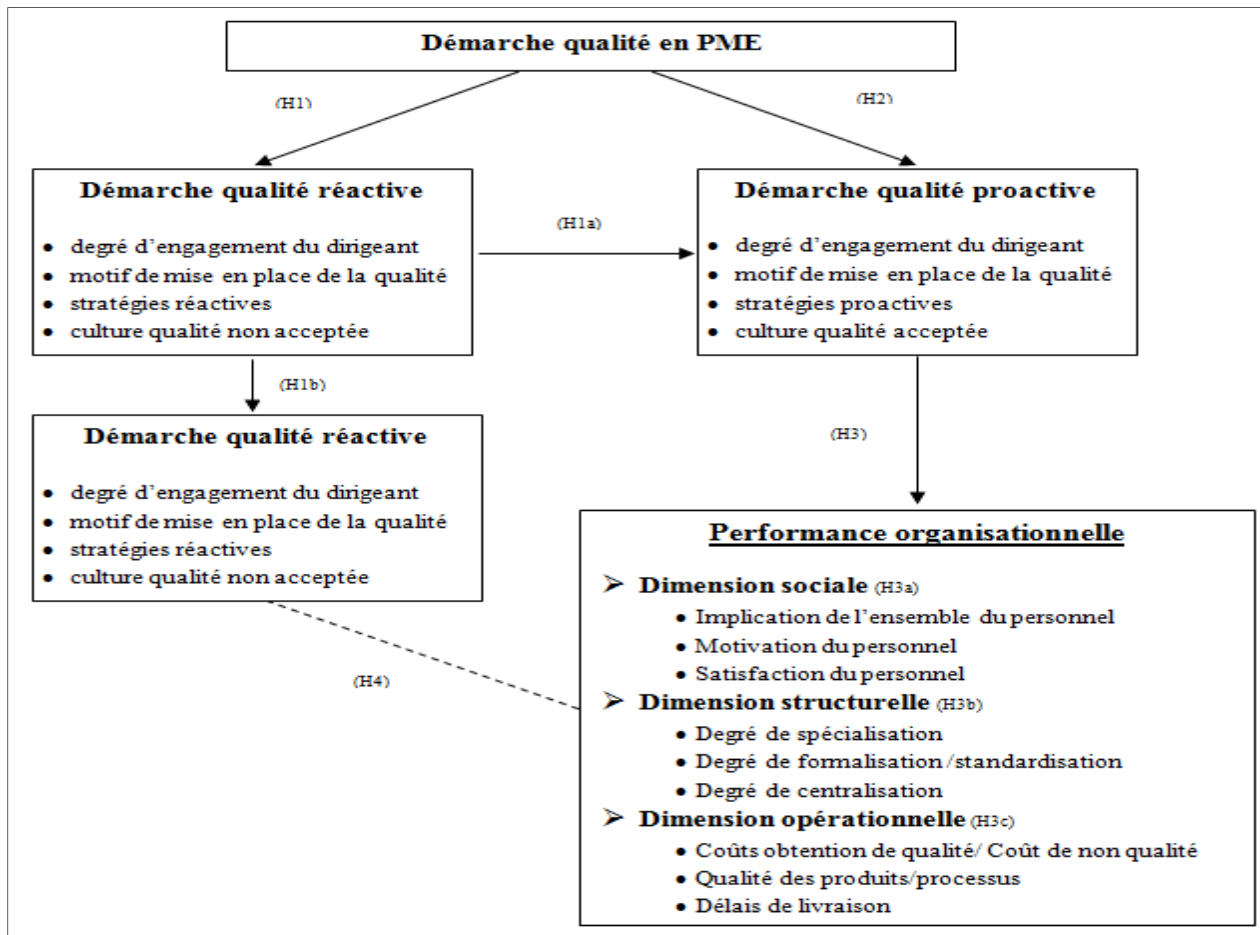 Démarche qualité en PME
(H1)
(H2)
Démarche qualité réactive
• degré d'engagement du dirigeant
• motif de mise en place de la qualité
• stratégies réactives
• culture qualité non acceptée
(H1a)
Démarche qualité proactive
• degré d'engagement du dirigeant
• motif de mise en place de la qualité
• stratégies proactives
• culture qualité acceptée
(H1b)
Démarche qualité réactive
• degré d'engagement du dirigeant
• motif de mise en place de la qualité
• stratégies réactives
• culture qualité non acceptée
(H3)
(H4)
Performance organisationnelle
➢ Dimension sociale (H3a)
• Implication de l'ensemble du personnel
• Motivation du personnel
• Satisfaction du personnel
➢ Dimension structurelle (H3b)
• Degré de spécialisation
• Degré de formalisation /standardisation
• Degré de centralisation
➢ Dimension opérationnelle (H3c)
• Coûts obtention de qualité/ Coût de non qualité
• Qualité des produits/processus
• Délais de livraison